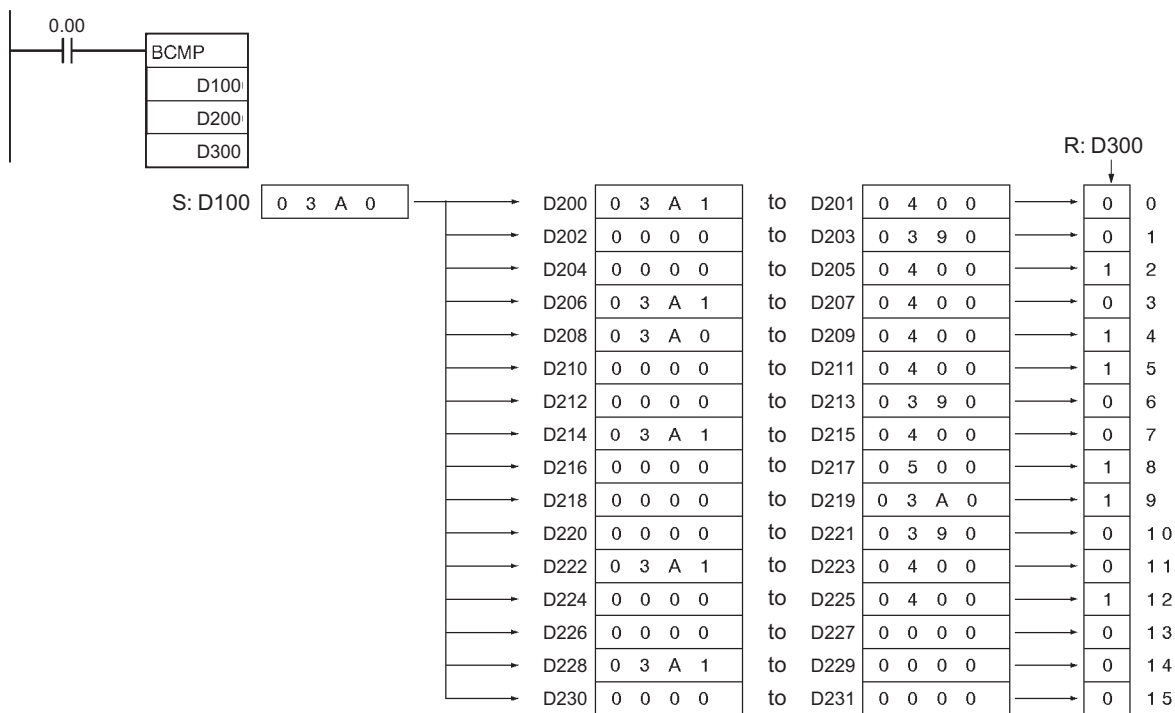 0.00
BCMP
D100
D200
D300
R: D300
S: D100 0 3 A 0
D200 0 3 A 1 to D201 0 4 0 0 0 0
D202 0 0 0 0 to D203 0 3 9 0 0 1
D204 0 0 0 0 to D205 0 4 0 0 1 2
D206 0 3 A 1 to D207 0 4 0 0 0 3
D208 0 3 A 0 to D209 0 4 0 0 1 4
D210 0 0 0 0 to D211 0 4 0 0 1 5
D212 0 0 0 0 to D213 0 3 9 0 0 6
D214 0 3 A 1 to D215 0 4 0 0 0 7
D216 0 0 0 0 to D217 0 5 0 0 1 8
D218 0 0 0 0 to D219 0 3 A 0 1 9
D220 0 0 0 0 to D221 0 3 9 0 0 1 0
D222 0 3 A 1 to D223 0 4 0 0 0 1 1
D224 0 0 0 0 to D225 0 4 0 0 1 1 2
D226 0 0 0 0 to D227 0 0 0 0 0 1 3
D228 0 3 A 1 to D229 0 0 0 0 0 1 4
D230 0 0 0 0 to D231 0 0 0 0 0 1 5